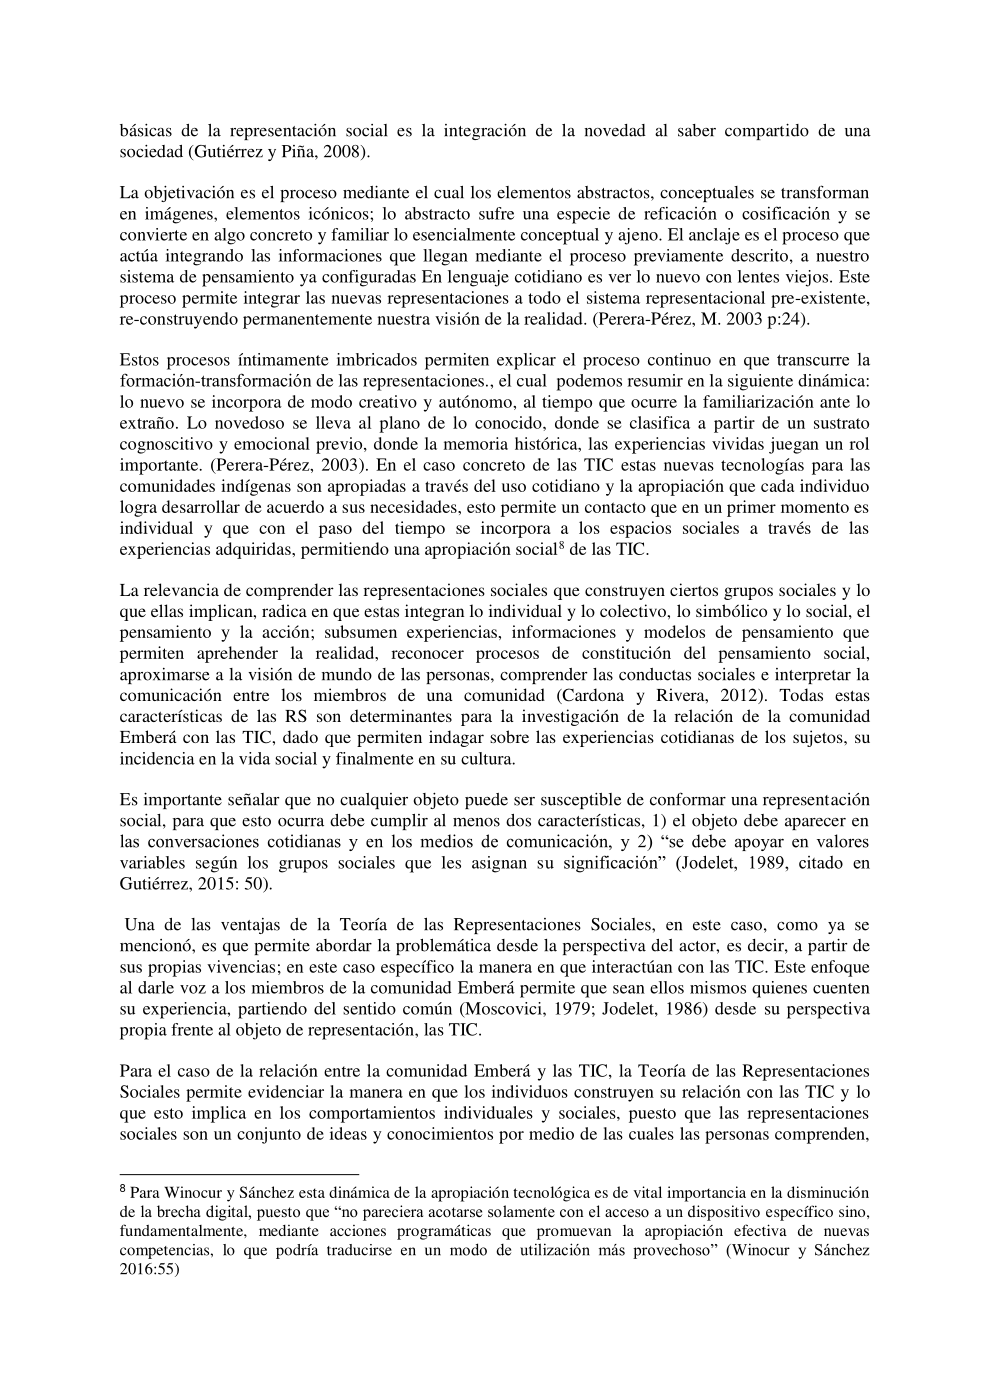 básicas de la representación social es la integración de la novedad al saber compartido de una
sociedad (Gutiérrez y Piña, 2008).
La objetivación es el proceso mediante el cual los elementos abstractos, conceptuales se transforman
en imágenes, elementos icónicos; lo abstracto sufre una especie de reficación o cosificación y se
convierte en algo concreto y familiar lo esencialmente conceptual y ajeno. El anclaje es el proceso que
actúa integrando las informaciones que llegan mediante el proceso previamente descrito, a nuestro
sistema de pensamiento ya configuradas En lenguaje cotidiano es ver lo nuevo con lentes viejos. Este
proceso permite integrar las nuevas representaciones a todo el sistema representacional pre-existente,
re-construyendo permanentemente nuestra visión de la realidad. (Perera-Pérez, M. 2003 p:24).
Estos procesos íntimamente imbricados permiten explicar el proceso continuo en que transcurre la
formación-transformación de las representaciones., el cual  podemos resumir en la siguiente dinámica:
lo nuevo se incorpora de modo creativo y autónomo, al tiempo que ocurre la familiarización ante lo
extraño. Lo novedoso se lleva al plano de lo conocido, donde se clasifica a partir de un sustrato
cognoscitivo y emocional previo, donde la memoria histórica, las experiencias vividas juegan un rol
importante. (Perera-Pérez, 2003). En el caso concreto de las TIC estas nuevas tecnologías para las
comunidades indígenas son apropiadas a través del uso cotidiano y la apropiación que cada individuo
logra desarrollar de acuerdo a sus necesidades, esto permite un contacto que en un primer momento es
individual y que con el paso del tiempo se incorpora a los espacios sociales a través de las
experiencias adquiridas, permitiendo una apropiación social⁸ de las TIC.
La relevancia de comprender las representaciones sociales que construyen ciertos grupos sociales y lo
que ellas implican, radica en que estas integran lo individual y lo colectivo, lo simbólico y lo social, el
pensamiento y la acción; subsumen experiencias, informaciones y modelos de pensamiento que
permiten aprehender la realidad, reconocer procesos de constitución del pensamiento social,
aproximarse a la visión de mundo de las personas, comprender las conductas sociales e interpretar la
comunicación entre los miembros de una comunidad (Cardona y Rivera, 2012). Todas estas
características de las RS son determinantes para la investigación de la relación de la comunidad
Emberá con las TIC, dado que permiten indagar sobre las experiencias cotidianas de los sujetos, su
incidencia en la vida social y finalmente en su cultura.
Es importante señalar que no cualquier objeto puede ser susceptible de conformar una representación
social, para que esto ocurra debe cumplir al menos dos características, 1) el objeto debe aparecer en
las conversaciones cotidianas y en los medios de comunicación, y 2) “se debe apoyar en valores
variables según los grupos sociales que les asignan su significación” (Jodelet, 1989, citado en
Gutiérrez, 2015: 50).
Una de las ventajas de la Teoría de las Representaciones Sociales, en este caso, como ya se
mencionó, es que permite abordar la problemática desde la perspectiva del actor, es decir, a partir de
sus propias vivencias; en este caso específico la manera en que interactúan con las TIC. Este enfoque
al darle voz a los miembros de la comunidad Emberá permite que sean ellos mismos quienes cuenten
su experiencia, partiendo del sentido común (Moscovici, 1979; Jodelet, 1986) desde su perspectiva
propia frente al objeto de representación, las TIC.
Para el caso de la relación entre la comunidad Emberá y las TIC, la Teoría de las Representaciones
Sociales permite evidenciar la manera en que los individuos construyen su relación con las TIC y lo
que esto implica en los comportamientos individuales y sociales, puesto que las representaciones
sociales son un conjunto de ideas y conocimientos por medio de las cuales las personas comprenden,
⁸ Para Winocur y Sánchez esta dinámica de la apropiación tecnológica es de vital importancia en la disminución
de la brecha digital, puesto que “no pareciera acotarse solamente con el acceso a un dispositivo específico sino,
fundamentalmente, mediante acciones programáticas que promuevan la apropiación efectiva de nuevas
competencias, lo que podría traducirse en un modo de utilización más provechoso” (Winocur y Sánchez
2016:55)